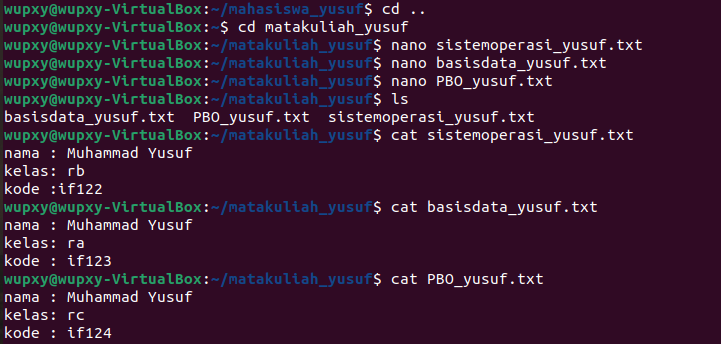 wupxy@wupxy-VirtualBox:~/mahasiswa_yusuf$ cd ..
wupxy@wupxy-VirtualBox:~$ cd matakuliah_yusuf
wupxy@wupxy-VirtualBox:~/matakuliah_yusuf$ nano sistemoperasi_yusuf.txt
wupxy@wupxy-VirtualBox:~/matakuliah_yusuf$ nano basisdata_yusuf.txt
wupxy@wupxy-VirtualBox:~/matakuliah_yusuf$ nano PBO_yusuf.txt
wupxy@wupxy-VirtualBox:~/matakuliah_yusuf$ ls
basisdata_yusuf.txt  PBO_yusuf.txt  sistemoperasi_yusuf.txt
wupxy@wupxy-VirtualBox:~/matakuliah_yusuf$ cat sistemoperasi_yusuf.txt
nama : Muhammad Yusuf
kelas: rb
kode :if122
wupxy@wupxy-VirtualBox:~/matakuliah_yusuf$ cat basisdata_yusuf.txt
nama : Muhammad Yusuf
kelas: ra
kode : if123
wupxy@wupxy-VirtualBox:~/matakuliah_yusuf$ cat PBO_yusuf.txt
nama : Muhammad Yusuf
kelas: rc
kode : if124